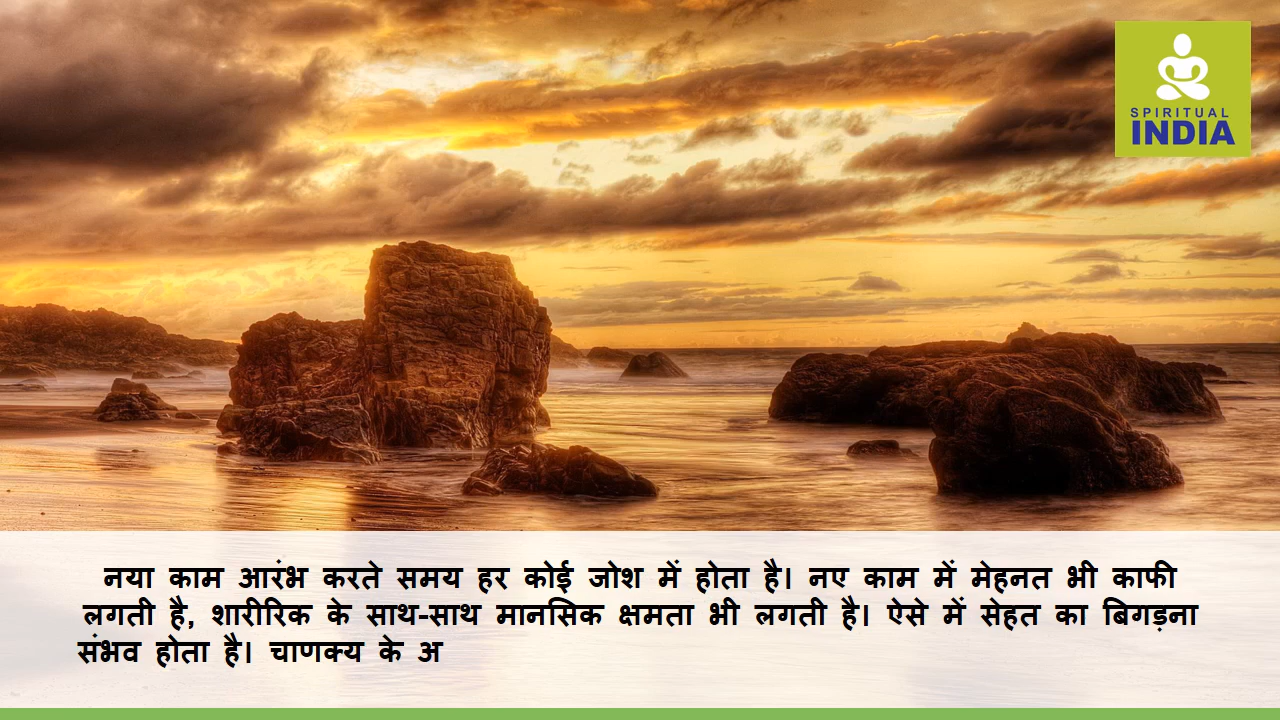 SPIRITUAL
INDIA
नया काम आरंभ करते समय हर कोई जोश में होता है। नए काम में मेहनत भी काफी
लगती है, शारीरिक के साथ-साथ मानसिक क्षमता भी लगती है। ऐसे में सेहत का बिगड़ना
संभव होता है। चाणक्य के अ